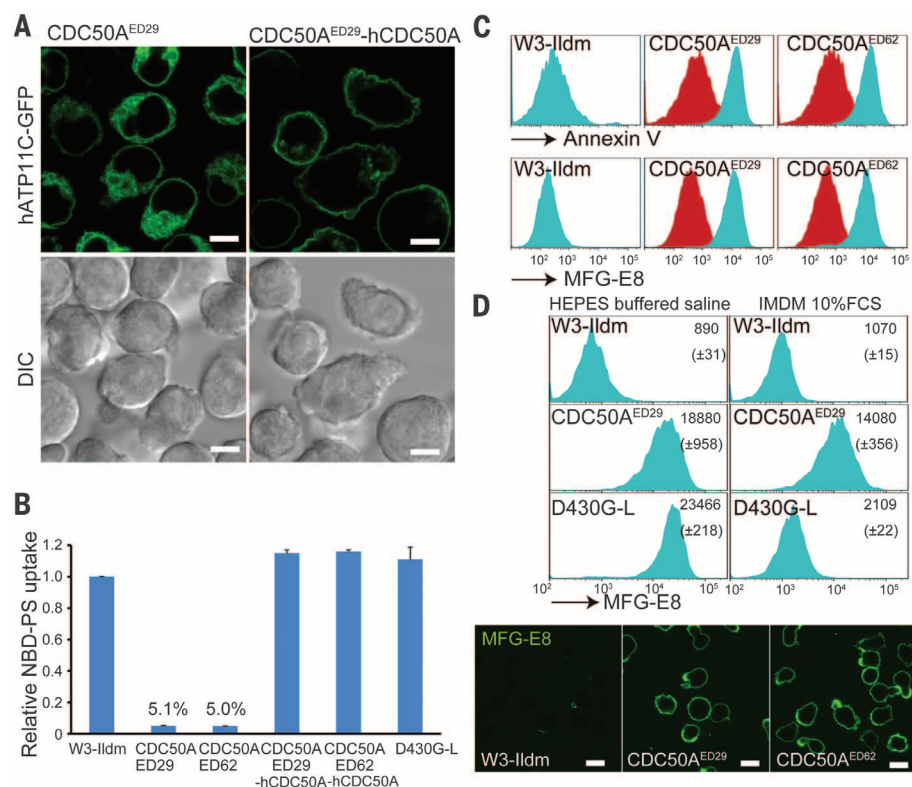 A
CDC50A^ED29
CDC50A^ED29-hCDC50A
hATP11C-GFP
DIC
B
Relative NBD-PS uptake
1.2
1.0
0.8
0.6
0.4
0.2
0
5.1%
5.0%
W3-Ildm
CDC50A
ED29
CDC50A
ED62
CDC50A
ED29
-hCDC50A
CDC50A
ED62
-hCDC50A
D430G-L
C
W3-Ildm
CDC50A^ED29
CDC50A^ED62
Annexin V
W3-Ildm
CDC50A^ED29
CDC50A^ED62
10^2 10^3 10^4 10^5
10^2 10^3 10^4 10^5
10^2 10^3 10^4 10^5
MFG-E8
D
HEPES buffered saline
IMDM 10%FCS
W3-Ildm
890
(±31)
W3-Ildm
1070
(±15)
CDC50A^ED29
18880
(±958)
CDC50A^ED29
14080
(±356)
D430G-L
23466
(±218)
D430G-L
2109
(±22)
10^2 10^3 10^4 10^5
10^2 10^3 10^4 10^5
MFG-E8
MFG-E8
W3-Ildm
CDC50A^ED29
CDC50A^ED62